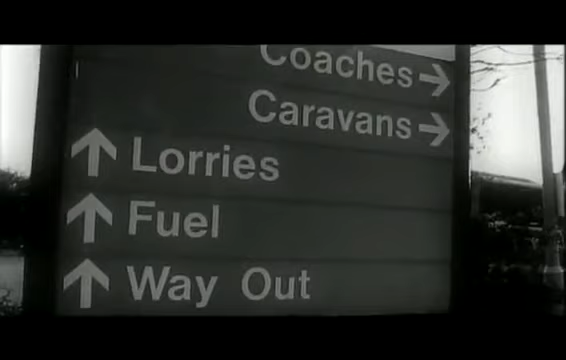 Coaches →
Caravans →
↑ Lorries
↑ Fuel
↑ Way Out